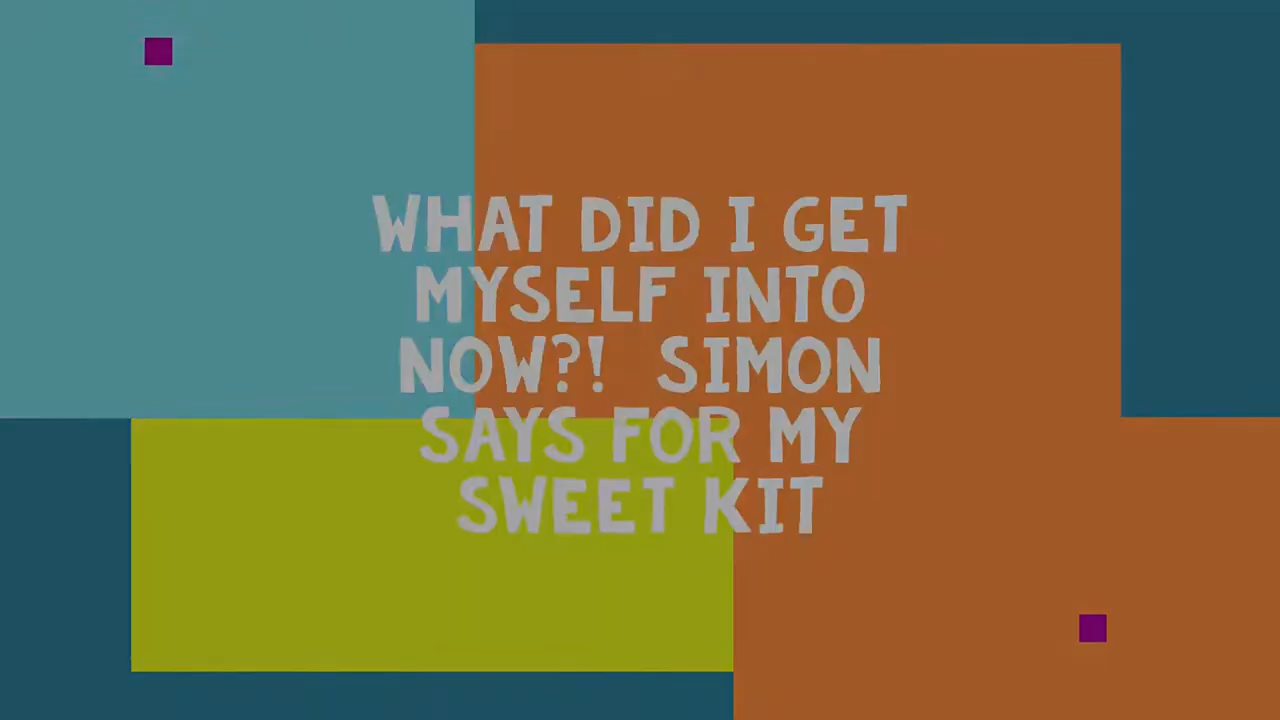 WHAT DID I GET
MYSELF INTO
NOW?! SIMON
SAYS FOR MY
SWEET KIT